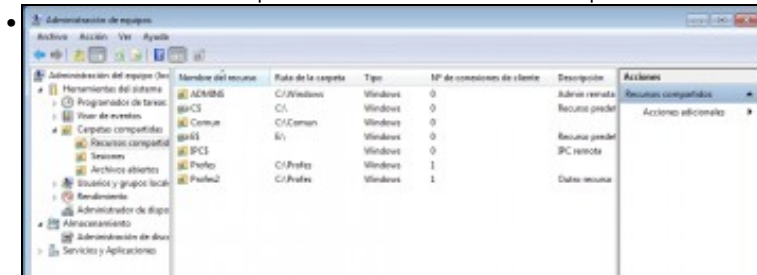 Administración de equipos
Archivo Acción Ver Ayuda
Administración del equipo (loc
Herramientas del sistema
Programador de tareas
Visor de eventos
Carpetas compartidas
Recursos compartid
Sesiones
Archivos abiertos
Usuarios y grupos locale
Rendimiento
Administrador de dispo
Almacenamiento
Administración de disco
Servicios y Aplicaciones
Nombre del recurso Ruta de la carpeta Tipo Nº de conexiones de cliente Descripción
ADMIN$ C:\Windows Windows 0 Admin remota
C$ C:\ Windows 0 Recurso predet
Comun C:\Comun Windows 0
E$ E:\ Windows 0 Recurso predet
IPC$ Windows 0 IPC remota
Profes C:\Profes Windows 1
Profes2 C:\Profes Windows 1 Outro recurso
Acciones
Recursos compartidos
Acciones adicionales